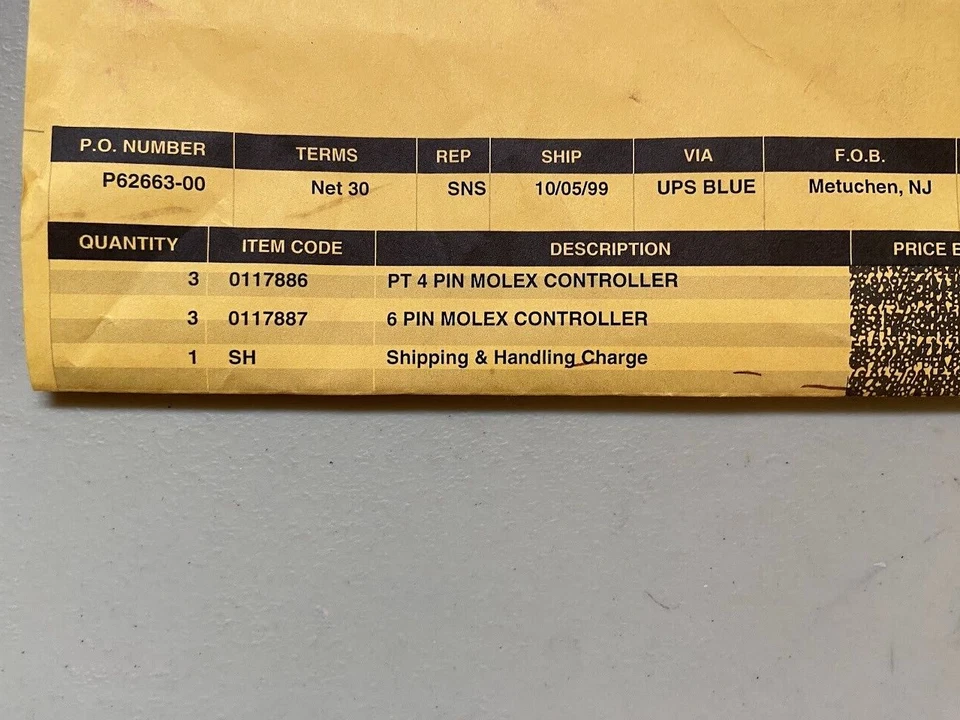 P.O. NUMBER TERMS REP SHIP VIA F.O.B.
P62663-00 Net 30 SNS 10/05/99 UPS BLUE Metuchen, NJ
QUANTITY ITEM CODE DESCRIPTION PRICE E
3 0117886 PT 4 PIN MOLEX CONTROLLER
3 0117887 6 PIN MOLEX CONTROLLER
1 SH Shipping & Handling Charge